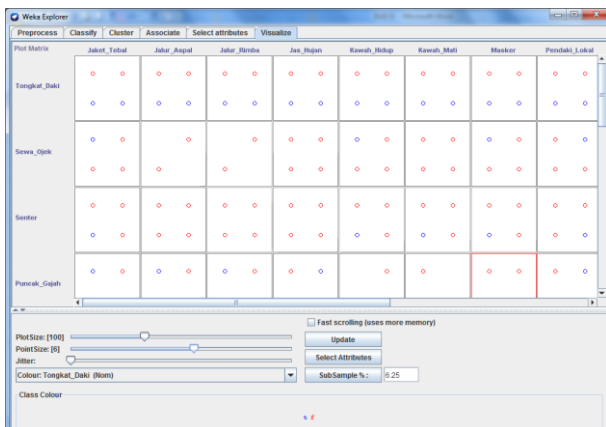 Weka Explorer
Preprocess Classify Cluster Associate Select attributes Visualize
Plot Matrix Jaket_Tebal Jalur_Aspal Jalur_Rimba Jas_Hujan Kawah_Hidup Kawah_Mati Masker Pendaki_Lokal
Tongkat_Daki
Sewa_Ojek
Senter
Puncak_Gajah
Fast scrolling (uses more memory)
PlotSize: [100]
Update
PointSize: [6]
Select Attributes
Jitter:
Colour: Tongkat_Daki (Nom)
SubSample % : 6.25
Class Colour